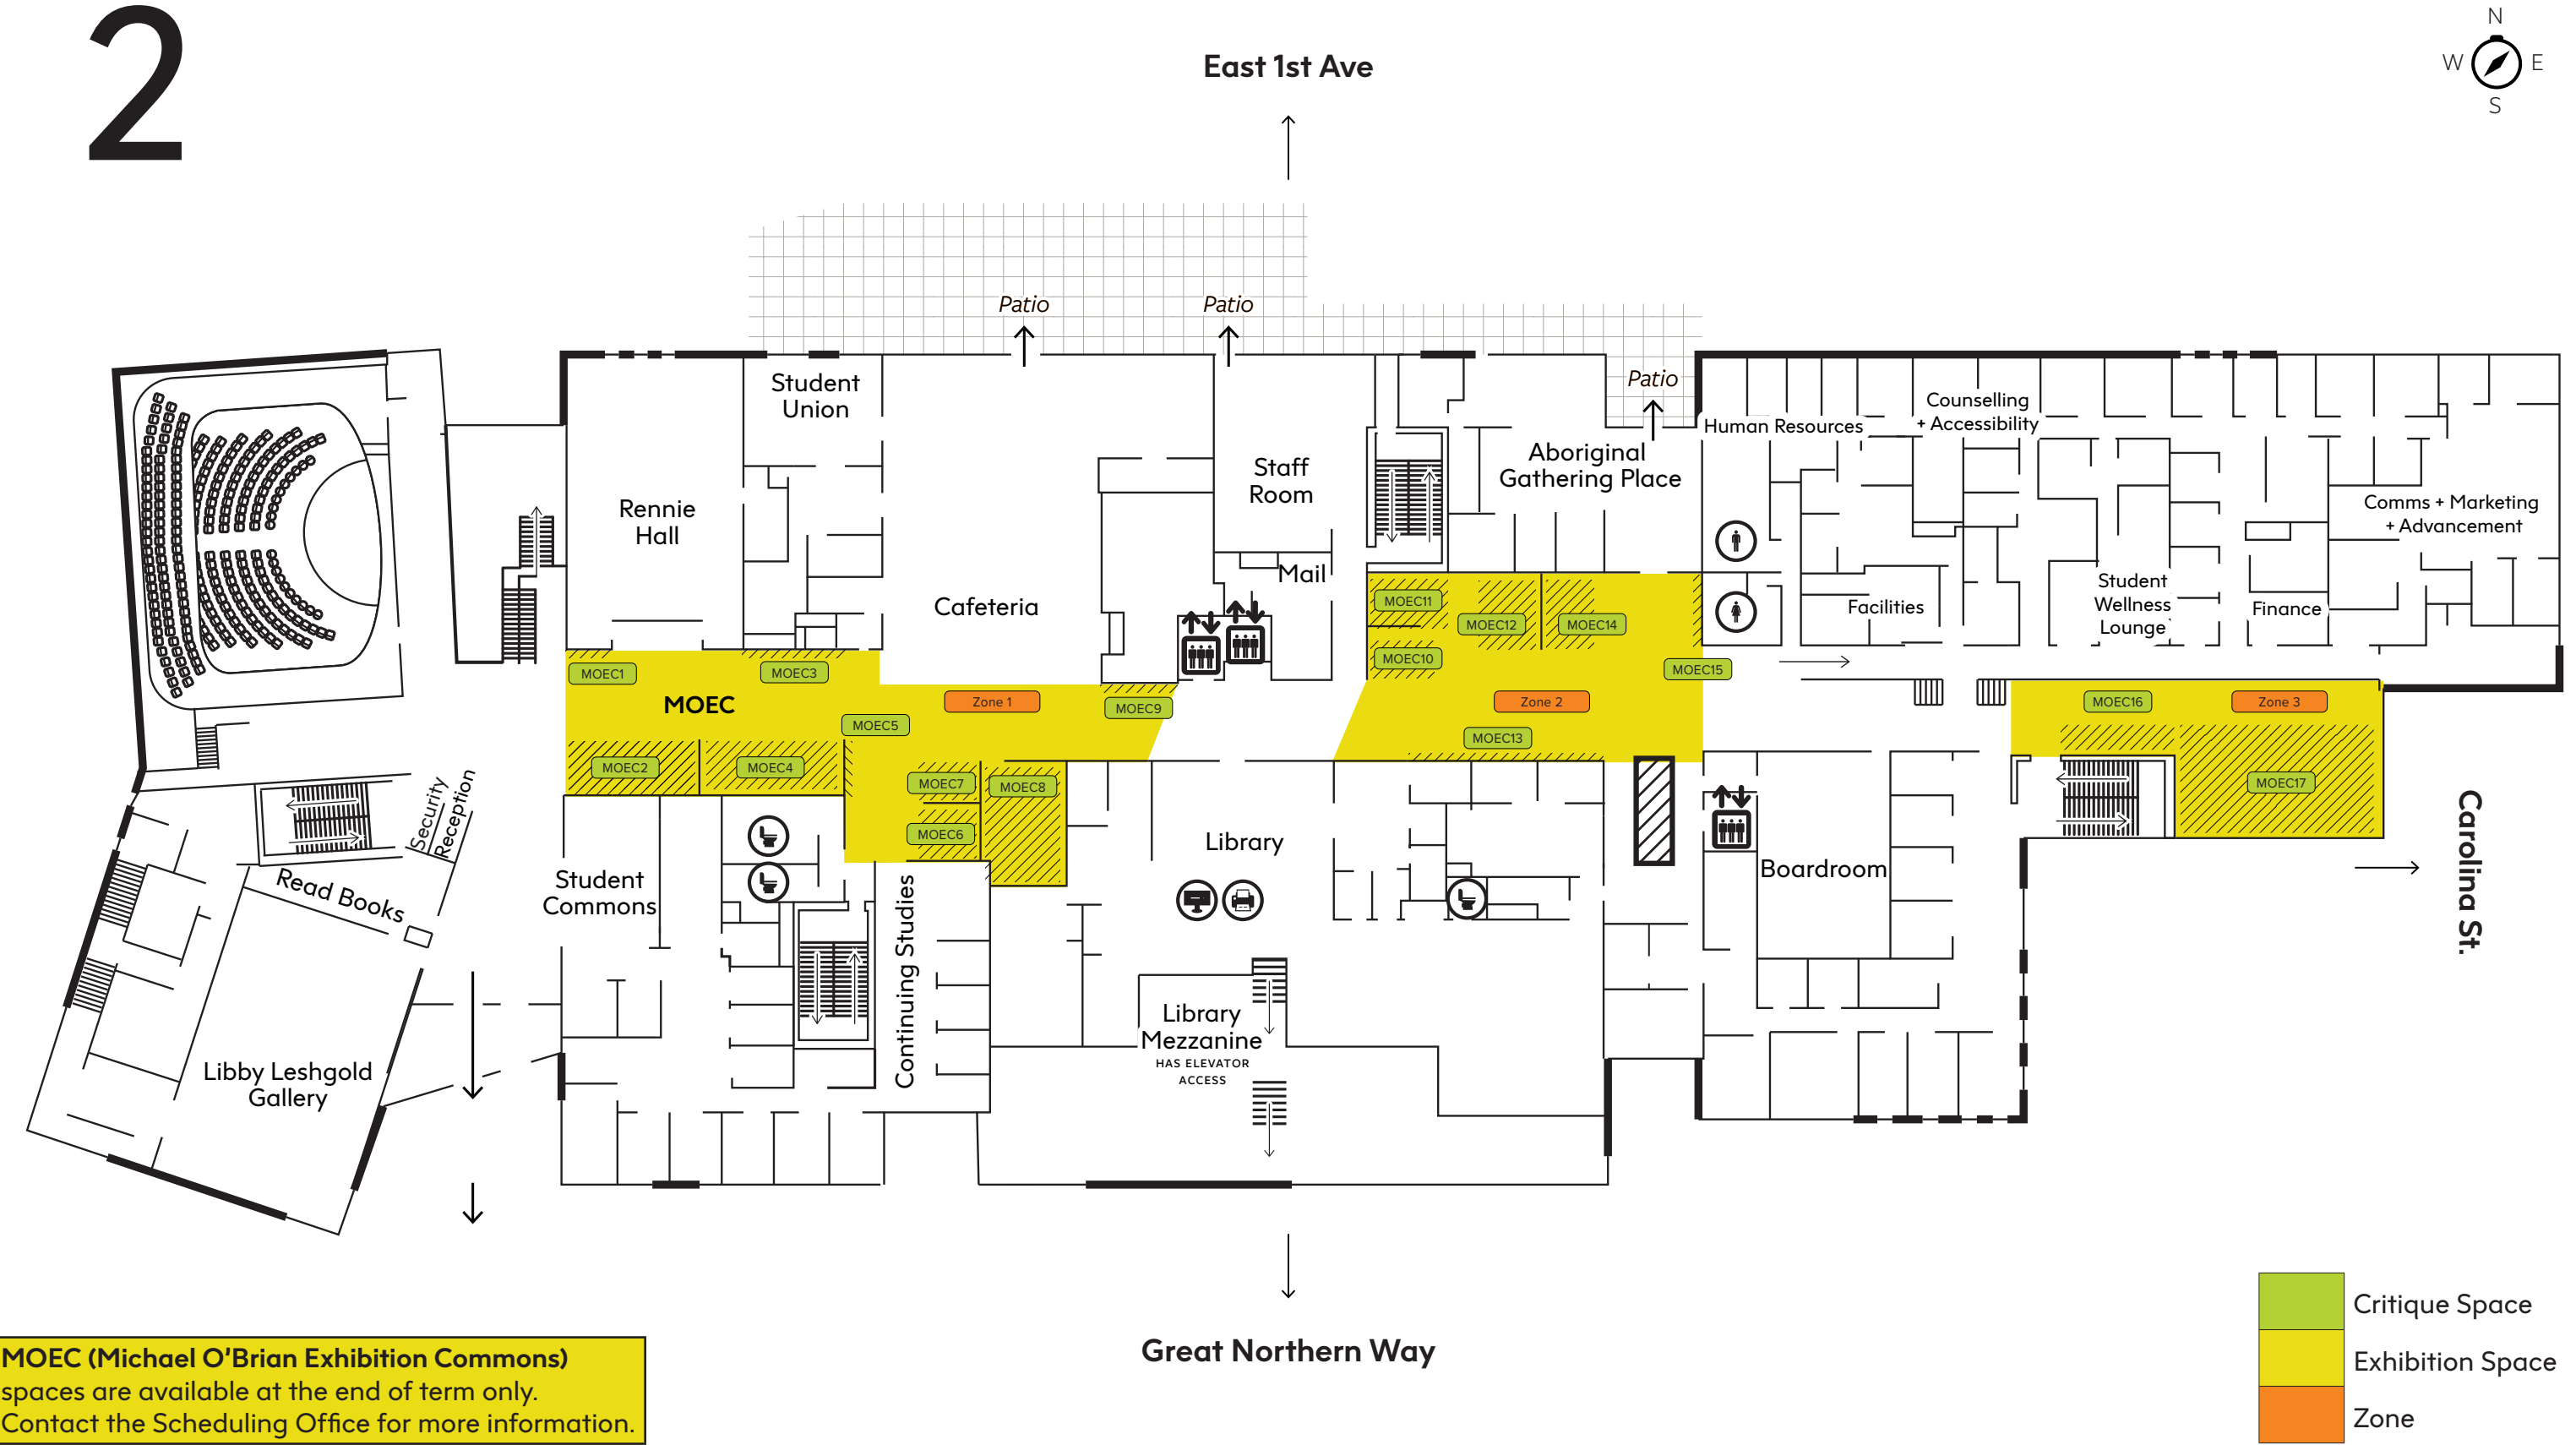 2
N
W
E
S
East 1st Ave
Patio
Patio
Patio
Student
Union
Rennie
Hall
Cafeteria
Staff
Room
Mail
Aboriginal
Gathering Place
Human Resources
Counselling
+ Accessibility
Comms + Marketing
+ Advancement
Facilities
Student
Wellness
Lounge
Finance
MOEC1
MOEC3
MOEC
MOEC5
Zone 1
MOEC9
MOEC2
MOEC4
MOEC7
MOEC8
MOEC6
MOEC11
MOEC12
MOEC14
MOEC10
MOEC15
Zone 2
MOEC13
MOEC16
Zone 3
MOEC17
Security
Reception
Read Books
Student
Commons
Continuing Studies
Library
Boardroom
Carolina St.
Library
Mezzanine
HAS ELEVATOR
ACCESS
Libby Leshgold
Gallery
Great Northern Way
MOEC (Michael O’Brian Exhibition Commons)
spaces are available at the end of term only.
Contact the Scheduling Office for more information.
Critique Space
Exhibition Space
Zone